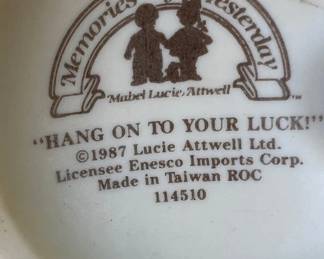 Memories of Yesterday
Mabel Lucie Attwell
™
"HANG ON TO YOUR LUCK!"
©1987 Lucie Attwell Ltd.
Licensee Enesco Imports Corp.
Made in Taiwan ROC
114510